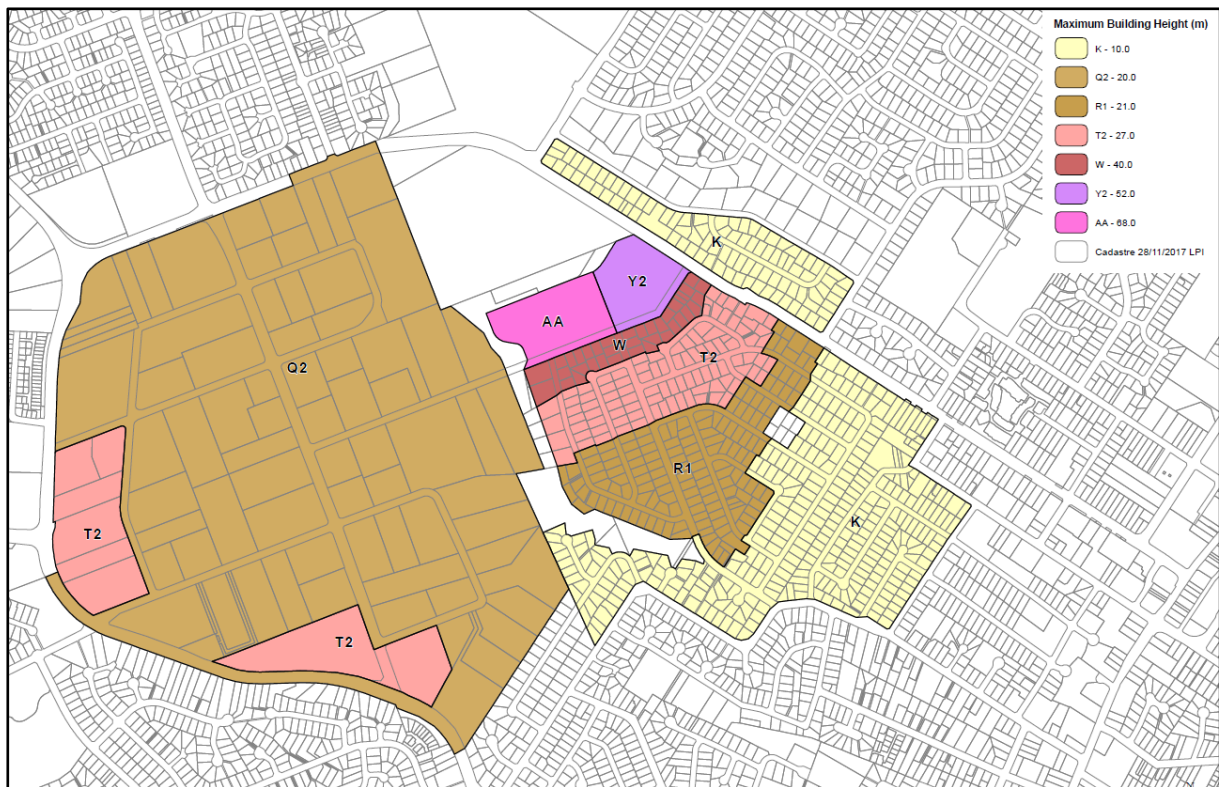 Maximum Building Height (m)
K - 10.0
Q2 - 20.0
R1 - 21.0
T2 - 27.0
W - 40.0
Y2 - 52.0
AA - 68.0
Cadastre 28/11/2017 LPI
K
Y2
AA
W
T2
Q2
R1
K
T2
T2